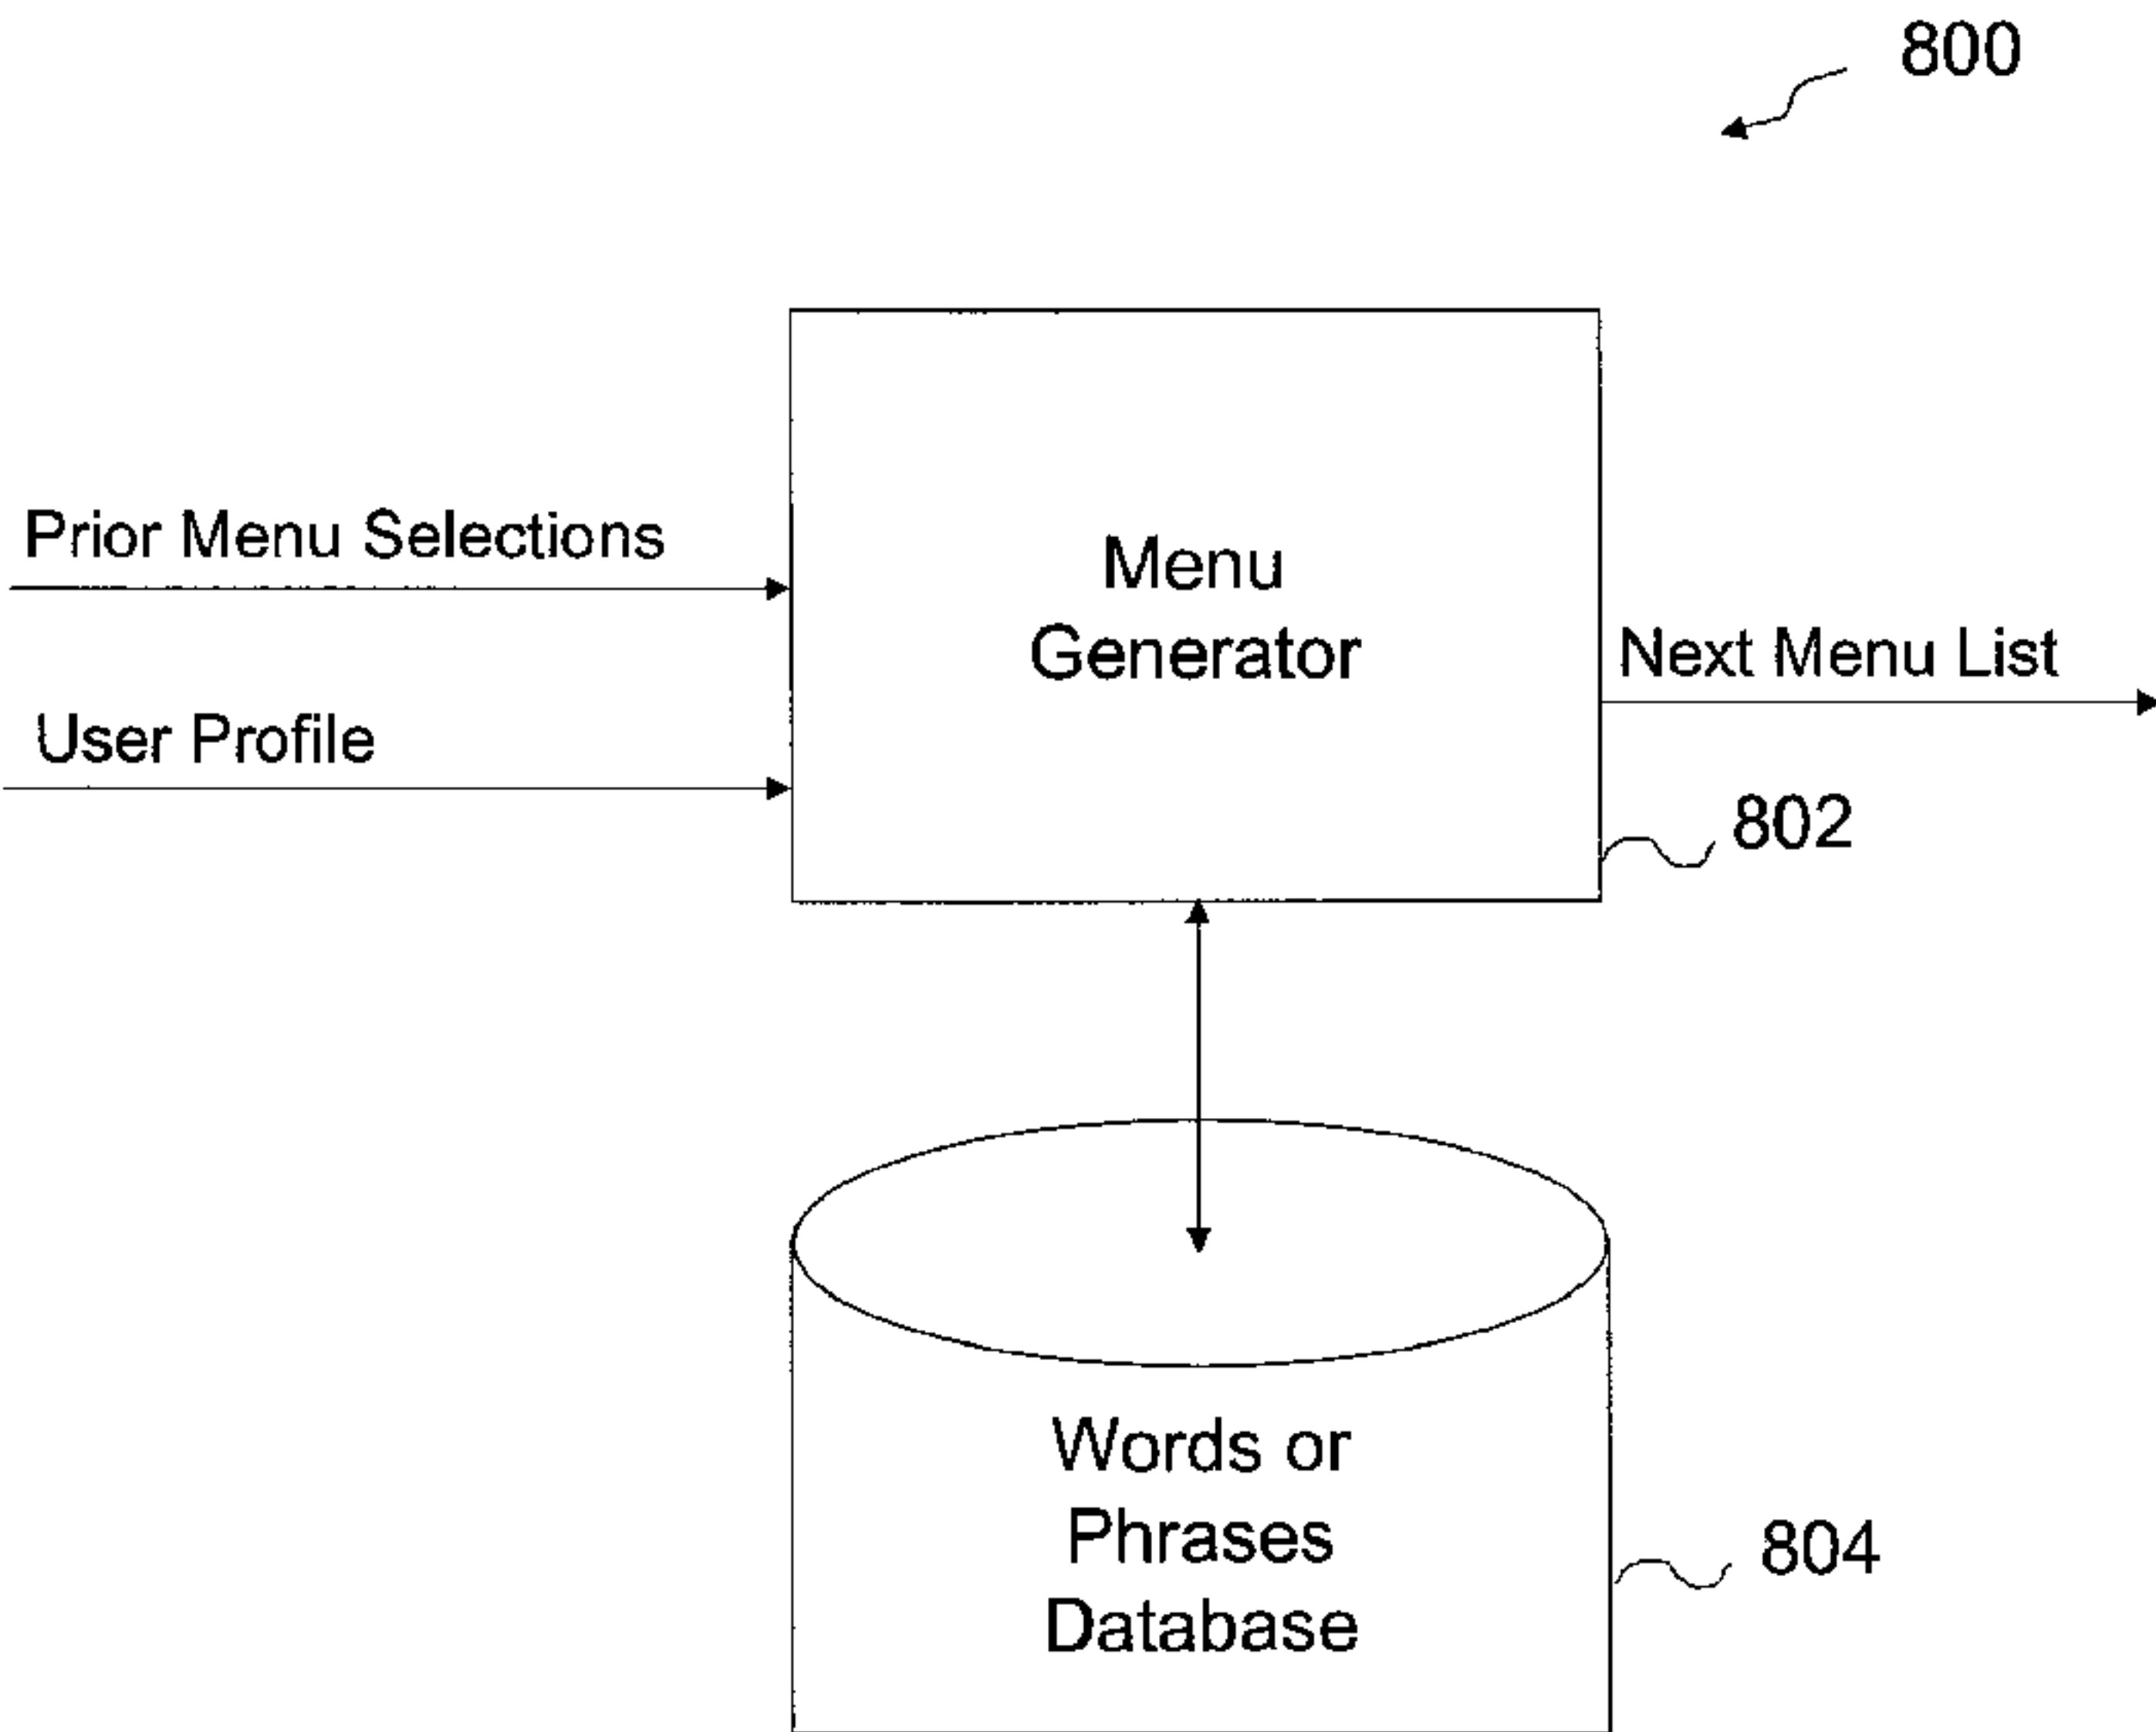 800
Prior Menu Selections
Menu
Generator
Next Menu List
User Profile
802
Words or
Phrases
Database
804